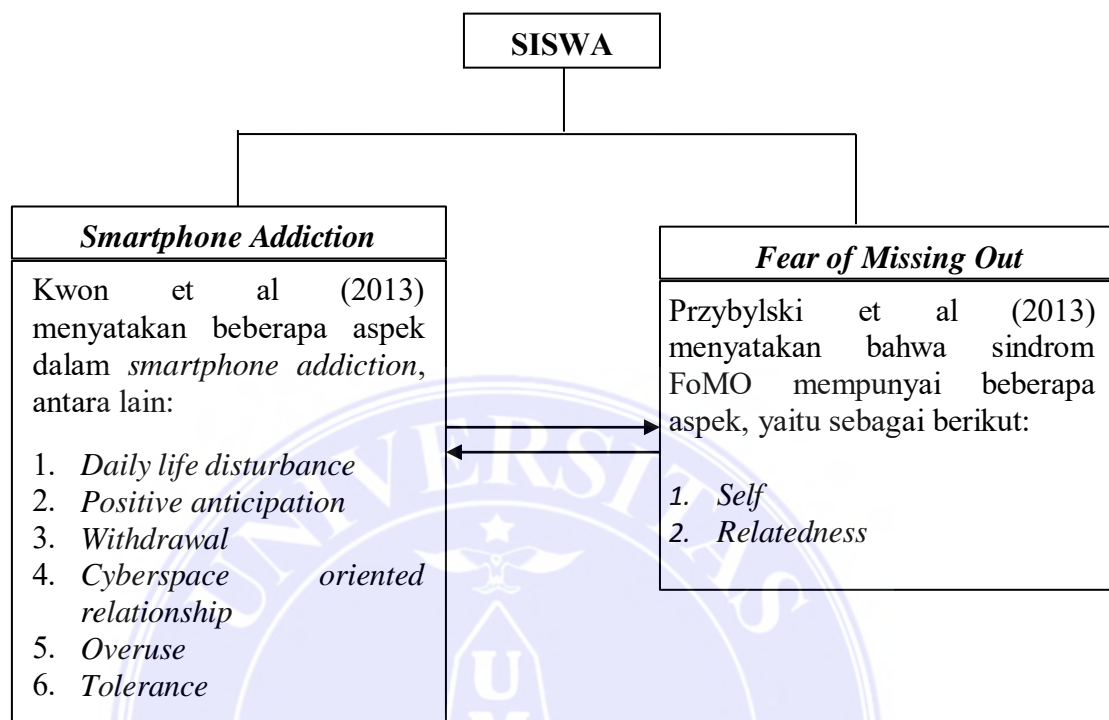 SISWA
Smartphone Addiction
Kwon et al (2013)
menyatakan beberapa aspek
dalam smartphone addiction,
antara lain:
1. Daily life disturbance
2. Positive anticipation
3. Withdrawal
4. Cyberspace oriented
relationship
5. Overuse
6. Tolerance
Fear of Missing Out
Przybylski et al (2013)
menyatakan bahwa sindrom
FoMO mempunyai beberapa
aspek, yaitu sebagai berikut:
1. Self
2. Relatedness
UNIVERSITAS
U